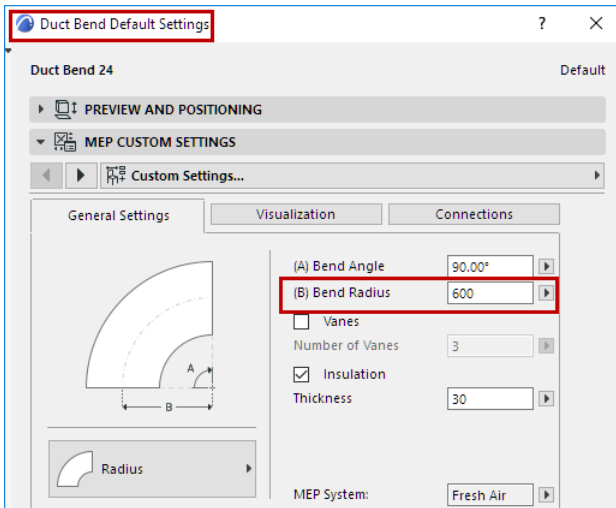 Duct Bend Default Settings ? ×
Duct Bend 24 Default
PREVIEW AND POSITIONING
MEP CUSTOM SETTINGS
Custom Settings...
General Settings Visualization Connections
(A) Bend Angle 90.00°
(B) Bend Radius 600
Vanes
Number of Vanes 3
Insulation
Thickness 30
A
B
Radius
MEP System: Fresh Air